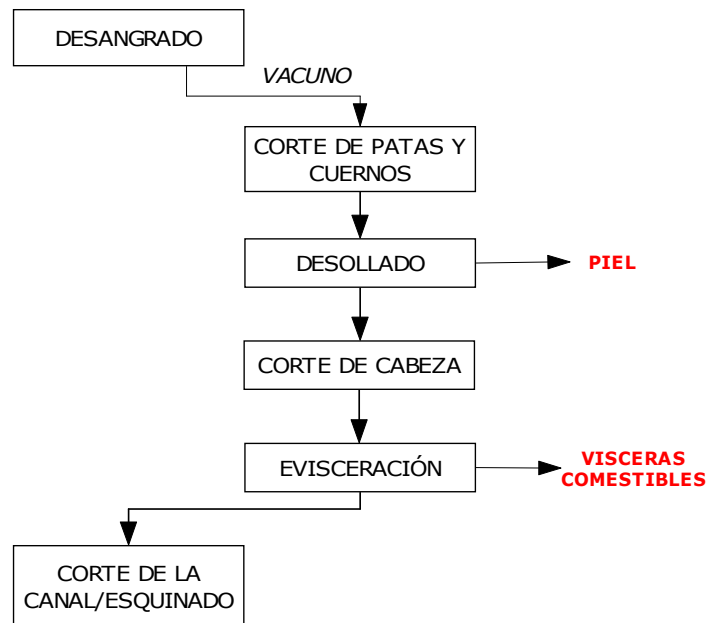 DESANGRADO
VACUNO
CORTE DE PATAS Y
CUERNOS
DESOLLADO
PIEL
CORTE DE CABEZA
EVISCERACIÓN
VISCERAS
COMESTIBLES
CORTE DE LA
CANAL/ESQUINADO